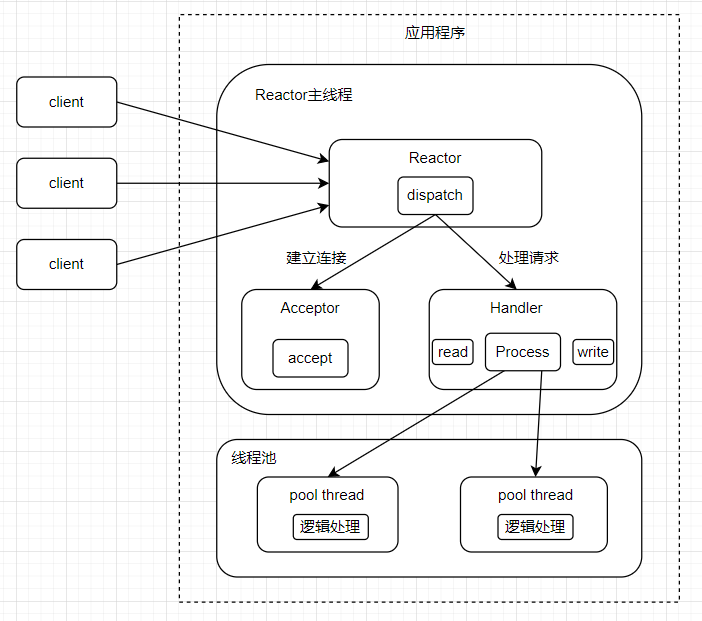 应用程序
Reactor主线程
client
client
client
Reactor
dispatch
建立连接
处理请求
Acceptor
accept
Handler
read
Process
write
线程池
pool thread
逻辑处理
pool thread
逻辑处理